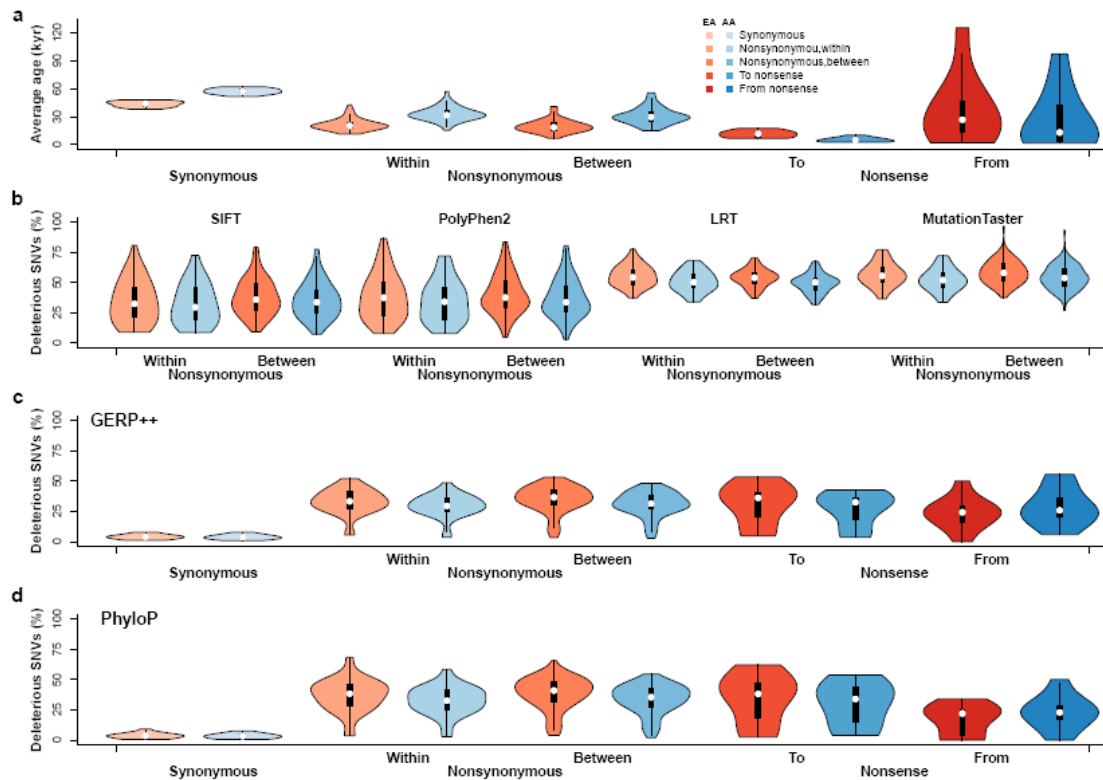 a
Average age (kyr)
0 30 60 90 120
EA AA
Synonymous
Nonsynonymou,within
Nonsynonymous,between
To nonsense
From nonsense
Within Between To From
Synonymous Nonsynonymous Nonsense
b
Deleterious SNVs (%)
0 25 50 75 100
SIFT PolyPhen2 LRT MutationTaster
Within Between Within Between Within Between Within Between
Nonsynonymous Nonsynonymous Nonsynonymous Nonsynonymous
c
Deleterious SNVs (%)
0 25 50 75 100
GERP++
Within Between To From
Synonymous Nonsynonymous Nonsense
d
Deleterious SNVs (%)
0 25 50 75 100
PhyloP
Within Between To From
Synonymous Nonsynonymous Nonsense